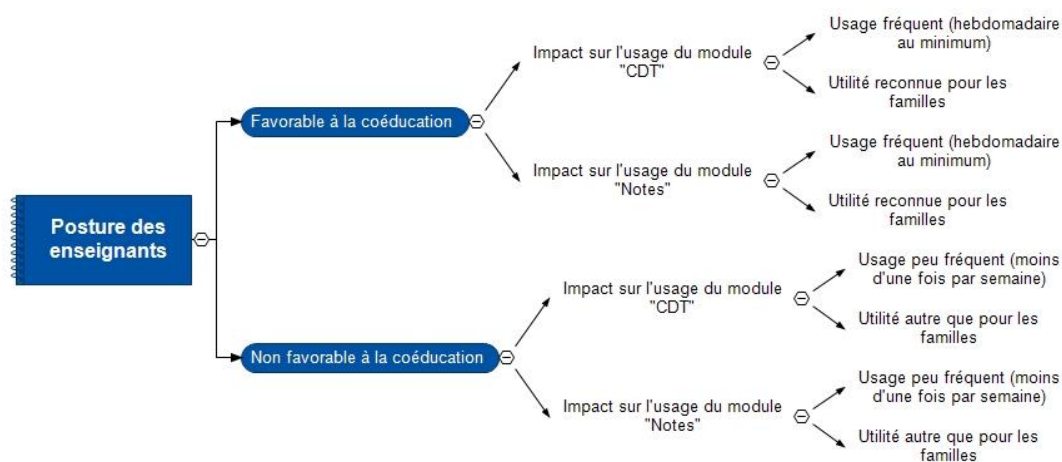 Posture des
enseignants
Favorable à la coéducation
Impact sur l'usage du module
"CDT"
Usage fréquent (hebdomadaire
au minimum)
Utilité reconnue pour les
familles
Impact sur l'usage du module
"Notes"
Usage fréquent (hebdomadaire
au minimum)
Utilité reconnue pour les
familles
Non favorable à la coéducation
Impact sur l'usage du module
"CDT"
Usage peu fréquent (moins
d'une fois par semaine)
Utilité autre que pour les
familles
Impact sur l'usage du module
"Notes"
Usage peu fréquent (moins
d'une fois par semaine)
Utilité autre que pour les
familles